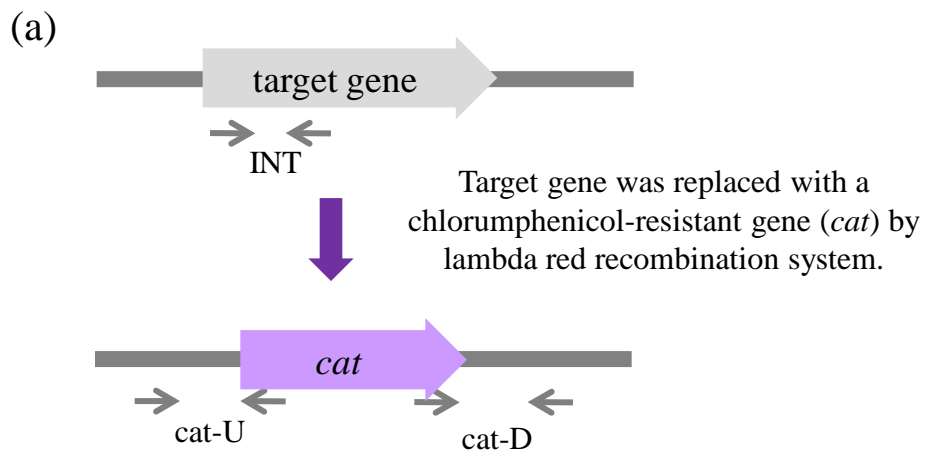 (a)
target gene
INT
Target gene was replaced with a
chlorumphenicol-resistant gene (cat) by
lambda red recombination system.
cat
cat-U
cat-D